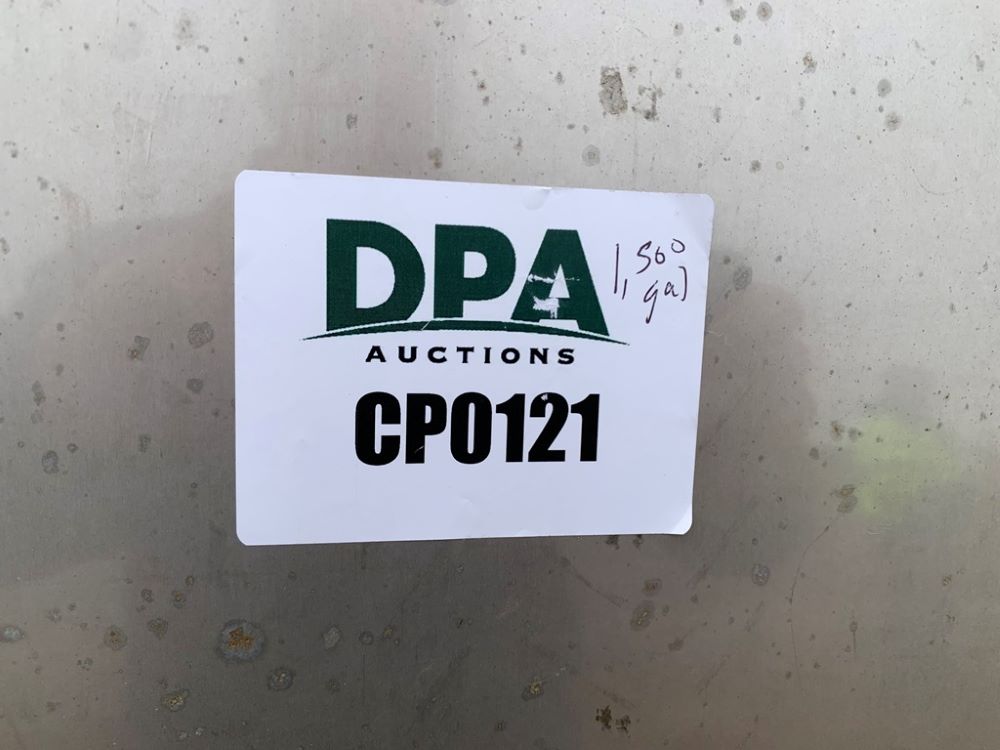 DPA
AUCTIONS
1,500
gal
CP0121